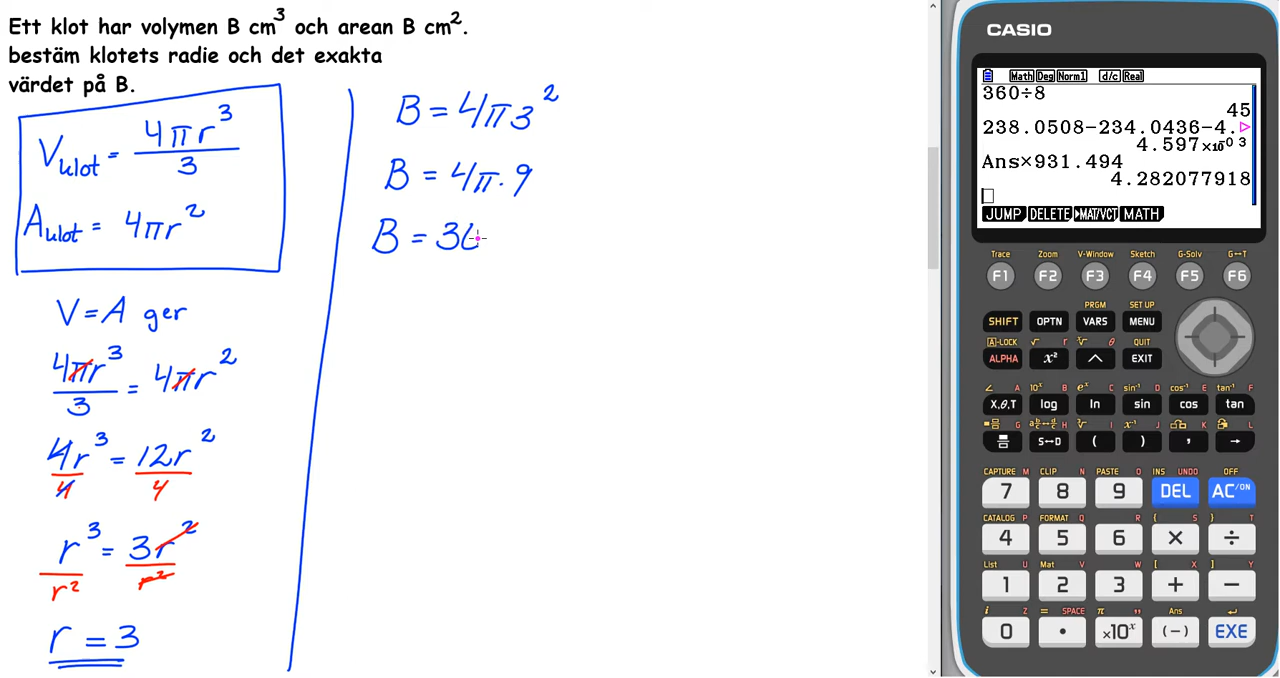 Ett klot har volymen B cm³ och arean B cm².
bestäm klotets radie och det exakta
värdet på B.
V_klot = 4πr³/3
A_klot = 4πr²
V = A ger
4πr³/3 = 4πr²
4r³/4 = 12r²/4
r³/r² = 3r²/r²
r = 3
B = 4π3²
B = 4π·9
B = 36
CASIO
Math Deg Norm1 d/c Real
360÷8
45
238.0508-234.0436-4.
4.597×10⁻⁰³
Ans×931.494
4.282077918
JUMP DELETE ▶MAT/VCT MATH
Trace Zoom V-Window Sketch G-Solv G↔T
F1 F2 F3 F4 F5 F6
PRGM SET UP
SHIFT OPTN VARS MENU
A-LOCK √ r ˣ√ θ QUIT
ALPHA x² ^ EXIT
∠ A 10ˣ B eˣ C sin⁻¹ D cos⁻¹ E tan⁻¹ F
X,θ,T log ln sin cos tan
G H ³√ I x⁻¹ J K L
S↔D ( ) , →
CAPTURE M CLIP N PASTE O INS UNDO OFF
7 8 9 DEL AC/ON
CATALOG P FORMAT Q R { S } T
4 5 6 × ÷
List U Mat V W [ X ] Y
1 2 3 + −
i Z = SPACE π " Ans ↵
0 • ×10ˣ (−) EXE